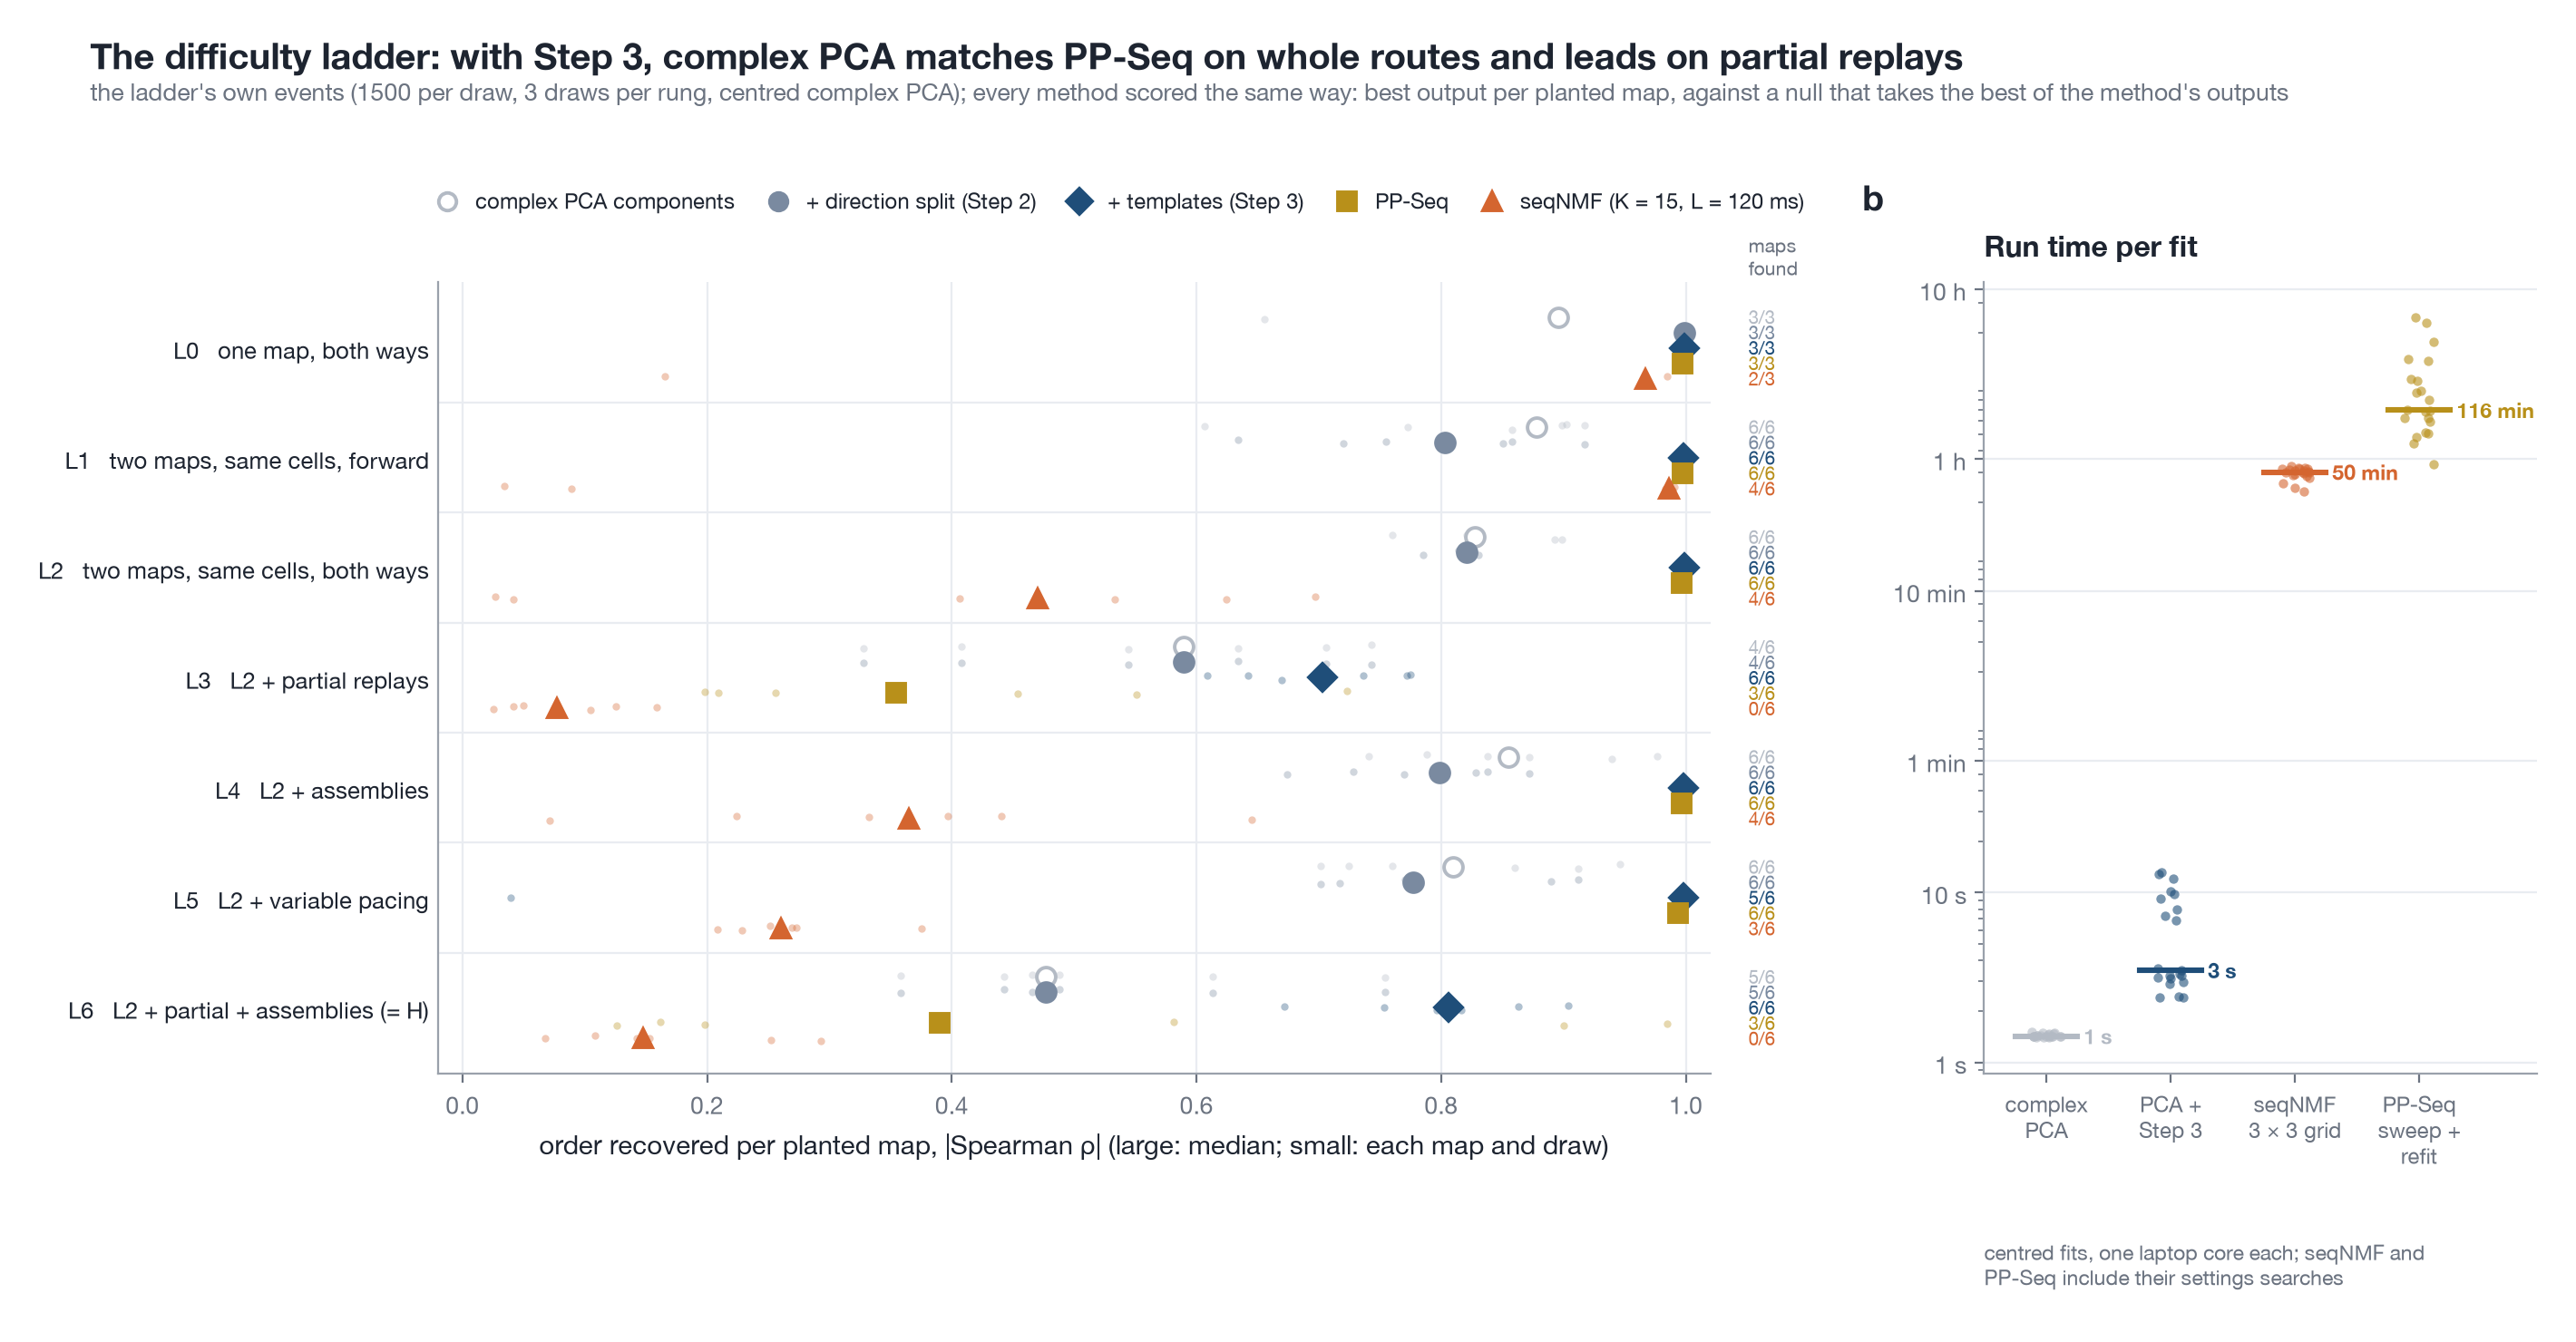 The difficulty ladder: with Step 3, complex PCA matches PP-Seq on whole routes and leads on partial replays
the ladder's own events (1500 per draw, 3 draws per rung, centred complex PCA); every method scored the same way: best output per planted map, against a null that takes the best of the method's outputs
complex PCA components
+ direction split (Step 2)
+ templates (Step 3)
PP-Seq
seqNMF (K = 15, L = 120 ms)
maps
found
L0 one map, both ways
3/3
3/3
3/3
3/3
2/3
L1 two maps, same cells, forward
6/6
6/6
6/6
6/6
4/6
L2 two maps, same cells, both ways
6/6
6/6
6/6
6/6
4/6
L3 L2 + partial replays
4/6
4/6
6/6
3/6
0/6
L4 L2 + assemblies
6/6
6/6
6/6
6/6
4/6
L5 L2 + variable pacing
6/6
6/6
5/6
6/6
3/6
L6 L2 + partial + assemblies (= H)
5/6
5/6
6/6
3/6
0/6
0.0
0.2
0.4
0.6
0.8
1.0
order recovered per planted map, |Spearman ρ| (large: median; small: each map and draw)
b
Run time per fit
10 h
1 h
10 min
1 min
10 s
1 s
116 min
50 min
3 s
1 s
complex
PCA
PCA +
Step 3
seqNMF
3 × 3 grid
PP-Seq
sweep +
refit
centred fits, one laptop core each; seqNMF and
PP-Seq include their settings searches